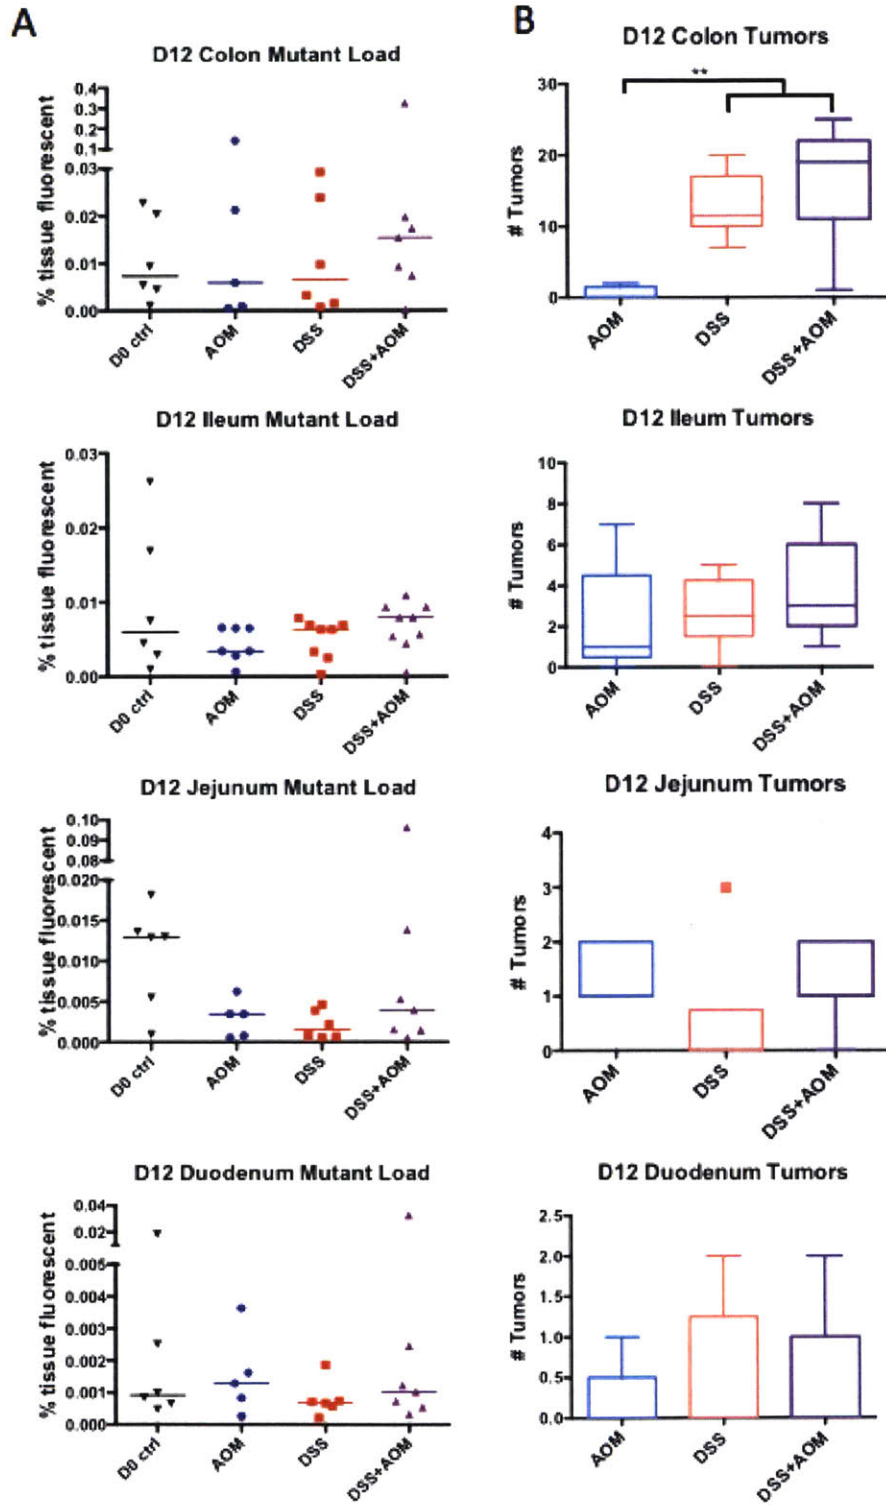 A
B
D12 Colon Mutant Load
% tissue fluorescent
0.4
0.3
0.2
0.1
0.03
0.02
0.01
0.00
D0 ctrl
AOM
DSS
DSS+AOM
D12 Colon Tumors
# Tumors
30
20
10
0
**
AOM
DSS
DSS+AOM
D12 Ileum Mutant Load
% tissue fluorescent
0.03
0.02
0.01
0.00
D0 ctrl
AOM
DSS
DSS+AOM
D12 Ileum Tumors
# Tumors
10
8
6
4
2
0
AOM
DSS
DSS+AOM
D12 Jejunum Mutant Load
% tissue fluorescent
0.10
0.09
0.08
0.020
0.015
0.010
0.005
0.000
D0 ctrl
AOM
DSS
DSS+AOM
D12 Jejunum Tumors
# Tumors
4
3
2
1
0
AOM
DSS
DSS+AOM
D12 Duodenum Mutant Load
% tissue fluorescent
0.04
0.02
0.005
0.004
0.003
0.002
0.001
0.000
D0 ctrl
AOM
DSS
DSS+AOM
D12 Duodenum Tumors
# Tumors
2.5
2.0
1.5
1.0
0.5
0.0
AOM
DSS
DSS+AOM